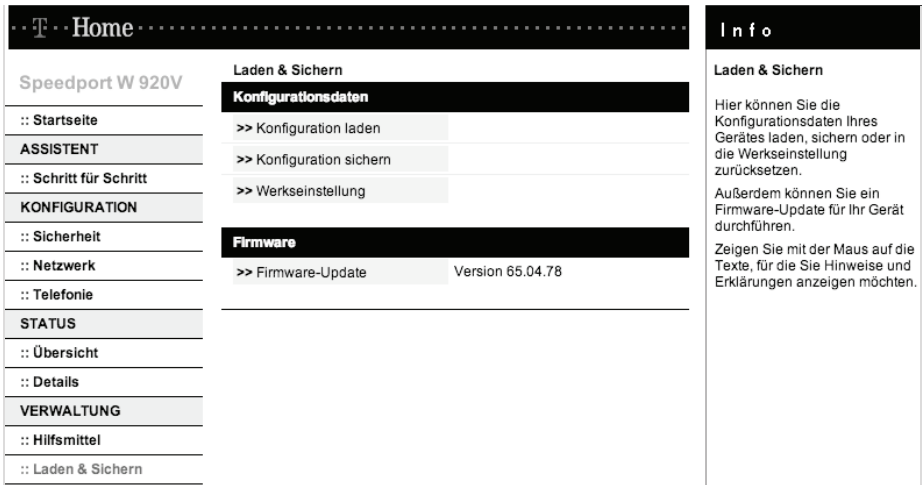 T Home
Speedport W 920V
:: Startseite
ASSISTENT
:: Schritt für Schritt
KONFIGURATION
:: Sicherheit
:: Netzwerk
:: Telefonie
STATUS
:: Übersicht
:: Details
VERWALTUNG
:: Hilfsmittel
:: Laden & Sichern
Laden & Sichern
Konfigurationsdaten
>> Konfiguration laden
>> Konfiguration sichern
>> Werkseinstellung
Firmware
>> Firmware-Update Version 65.04.78
Info
Laden & Sichern
Hier können Sie die
Konfigurationsdaten Ihres
Gerätes laden, sichern oder in
die Werkseinstellung
zurücksetzen.
Außerdem können Sie ein
Firmware-Update für Ihr Gerät
durchführen.
Zeigen Sie mit der Maus auf die
Texte, für die Sie Hinweise und
Erklärungen anzeigen möchten.